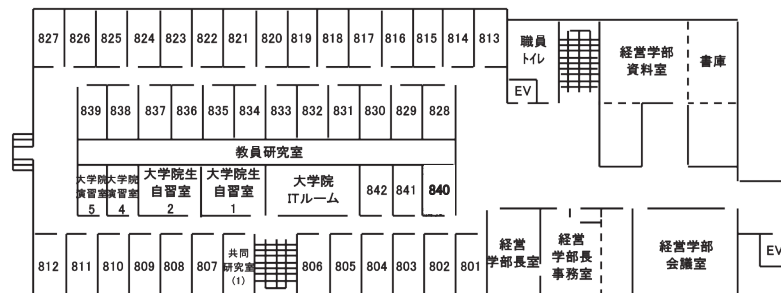 827 826 825 824 823 822 821 820 819 818 817 816 815 814 813
職員
トイレ
経営学部
資料室
書庫
EV
839 838 837 836 835 834 833 832 831 830 829 828
教員研究室
大学院
演習室
5
大学院
演習室
4
大学院生
自習室
2
大学院生
自習室
1
大学院
ITルーム
842 841 840
812 811 810 809 808 807
共同
研究室
(1)
806 805 804 803 802 801
経営
学部長室
経営
学部長
事務室
経営学部
会議室
EV